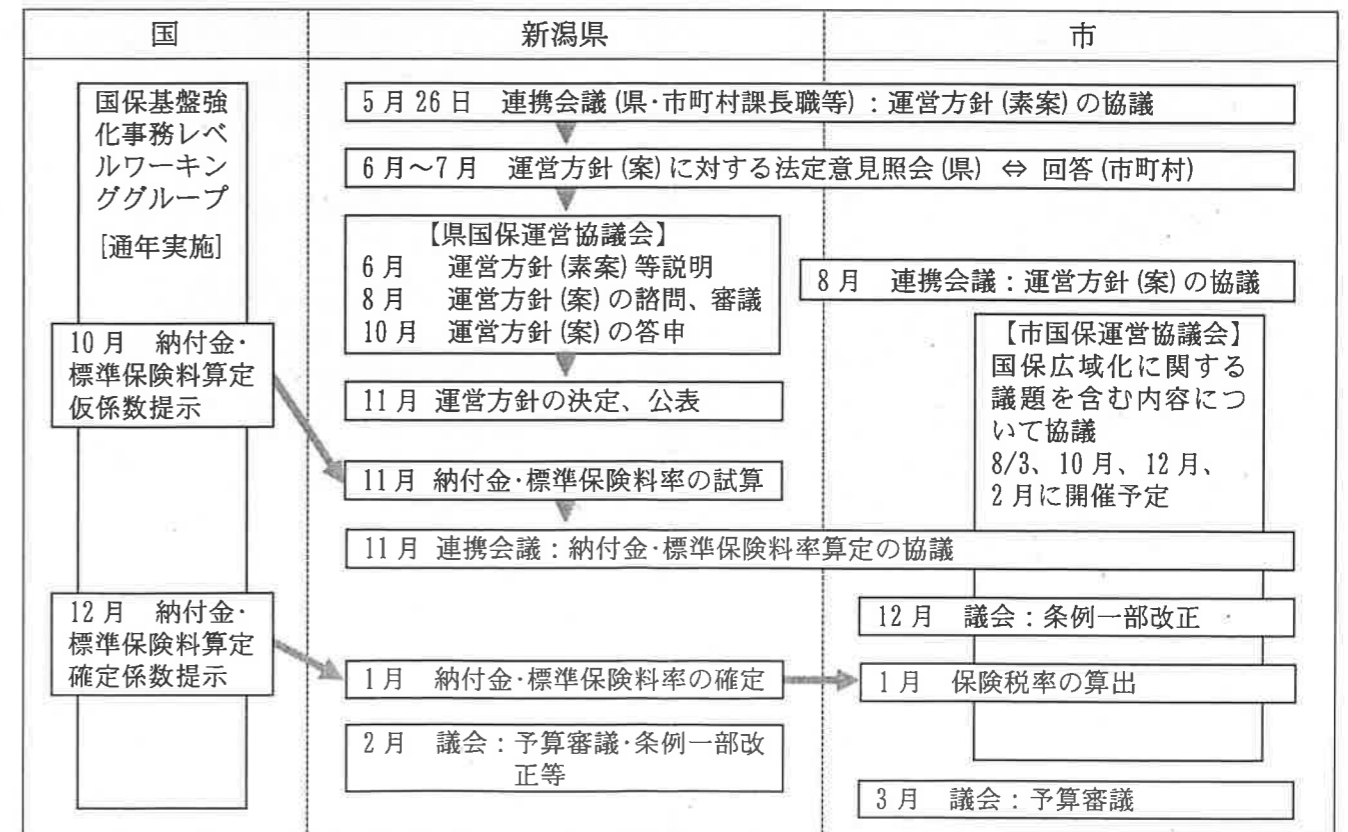 国
新潟県
市
国保基盤強
化事務レベ
ルワーキン
ググループ
[通年実施]
10月　納付金・
標準保険料算定
仮係数提示
12月　納付金・
標準保険料算定
確定係数提示
5月26日　連携会議(県・市町村課長職等)：運営方針(素案)の協議
6月～7月　運営方針(案)に対する法定意見照会(県) ⇔ 回答(市町村)
【県国保運営協議会】
6月　運営方針(素案)等説明
8月　運営方針(案)の諮問、審議
10月　運営方針(案)の答申
11月 運営方針の決定、公表
11月 納付金・標準保険料率の試算
11月 連携会議：納付金・標準保険料率算定の協議
1月　納付金・標準保険料率の確定
2月　議会：予算審議・条例一部改
正等
8月　連携会議：運営方針(案)の協議
【市国保運営協議会】
国保広域化に関する
議題を含む内容につ
いて協議
8/3、10月、12月、
2月に開催予定
12月　議会：条例一部改正
1月　保険税率の算出
3月　議会：予算審議